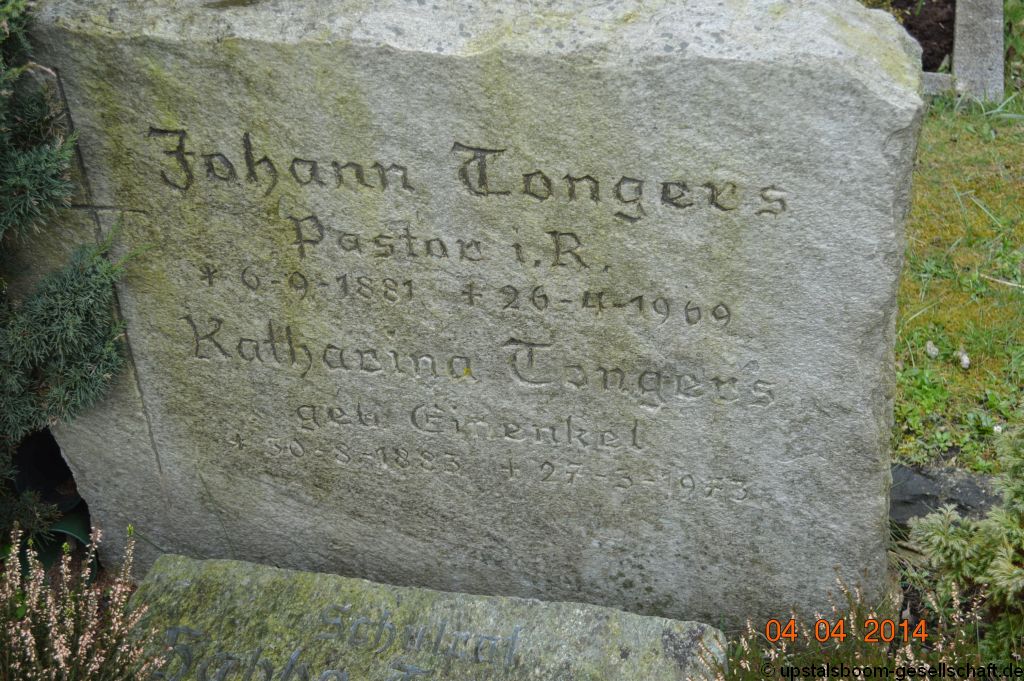 Johann Tongers
Pastor i. R.
* 6-9-1881 + 26-4-1969
Katharina Tongers
geb Eirenkel
* 30-8-1883 + 27-3-1973
Schulrat
04 04 2014
© upstalsboom-gesellschaft.de